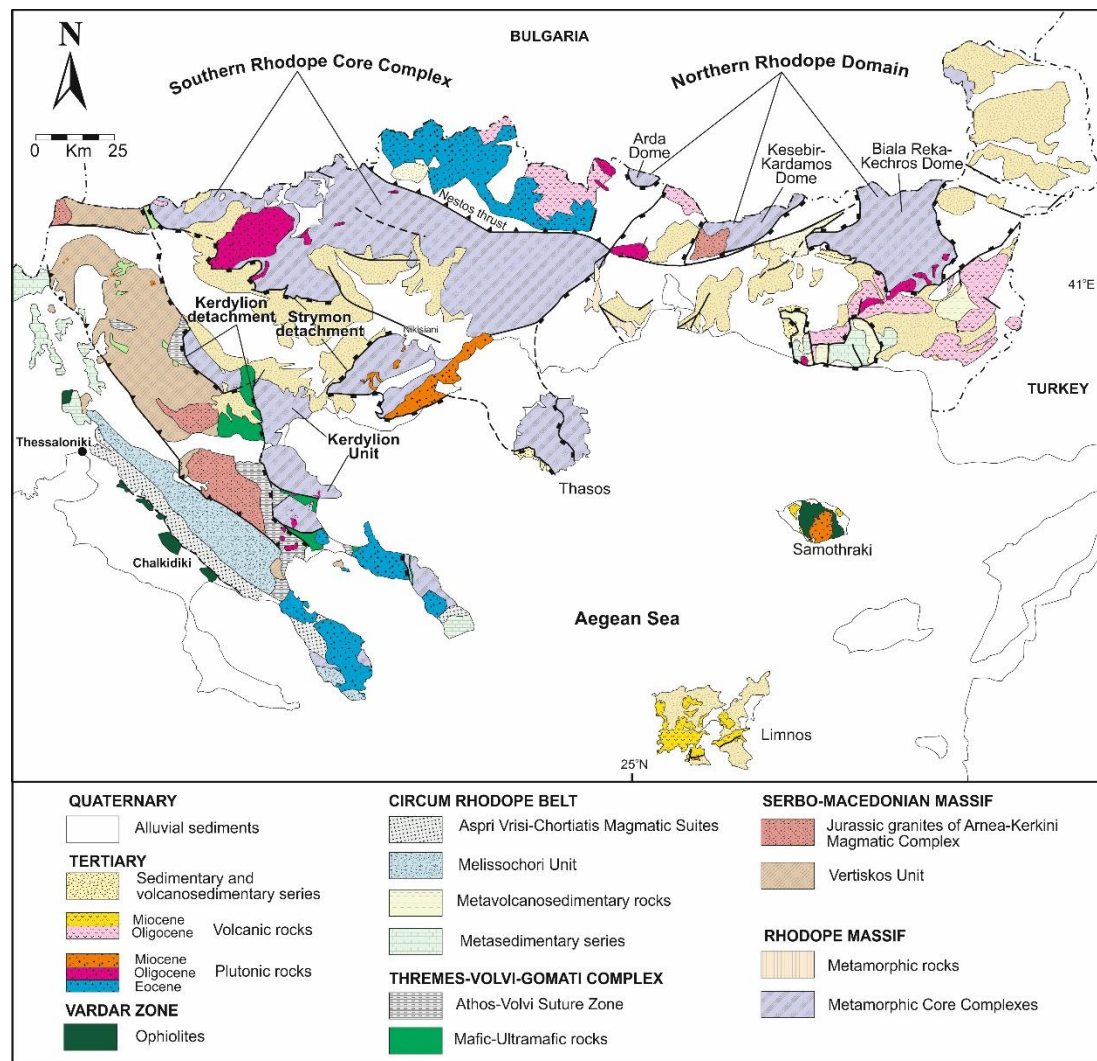 N
0 Km 25
BULGARIA
Southern Rhodope Core Complex
Northern Rhodope Domain
Arda
Dome
Kesebir-
Kardamos
Dome
Biala Reka-
Kechros Dome
Nestos thrust
41°E
Kerdylion
detachment
Strymon
detachment
Nikisiani
TURKEY
Kerdylion
Unit
Thessaloniki
Thasos
Samothraki
Chalkidiki
Aegean Sea
Limnos
25°N
QUATERNARY
Alluvial sediments
TERTIARY
Sedimentary and
volcanosedimentary series
Miocene
Oligocene
Volcanic rocks
Miocene
Oligocene
Eocene
Plutonic rocks
VARDAR ZONE
Ophiolites
CIRCUM RHODOPE BELT
Aspri Vrisi-Chortiatis Magmatic Suites
Melissochori Unit
Metavolcanosedimentary rocks
Metasedimentary series
THREMES-VOLVI-GOMATI COMPLEX
Athos-Volvi Suture Zone
Mafic-Ultramafic rocks
SERBO-MACEDONIAN MASSIF
Jurassic granites of Arnea-Kerkini
Magmatic Complex
Vertiskos Unit
RHODOPE MASSIF
Metamorphic rocks
Metamorphic Core Complexes